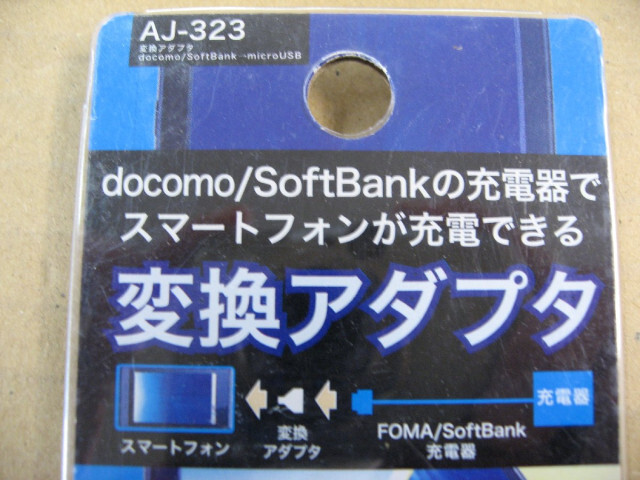 AJ-323
変換アダプタ
docomo/SoftBank→microUSB
docomo/SoftBankの充電器で
スマートフォンが充電できる
変換アダプタ
充電器
スマートフォン
変換
アダプタ
FOMA/SoftBank
充電器